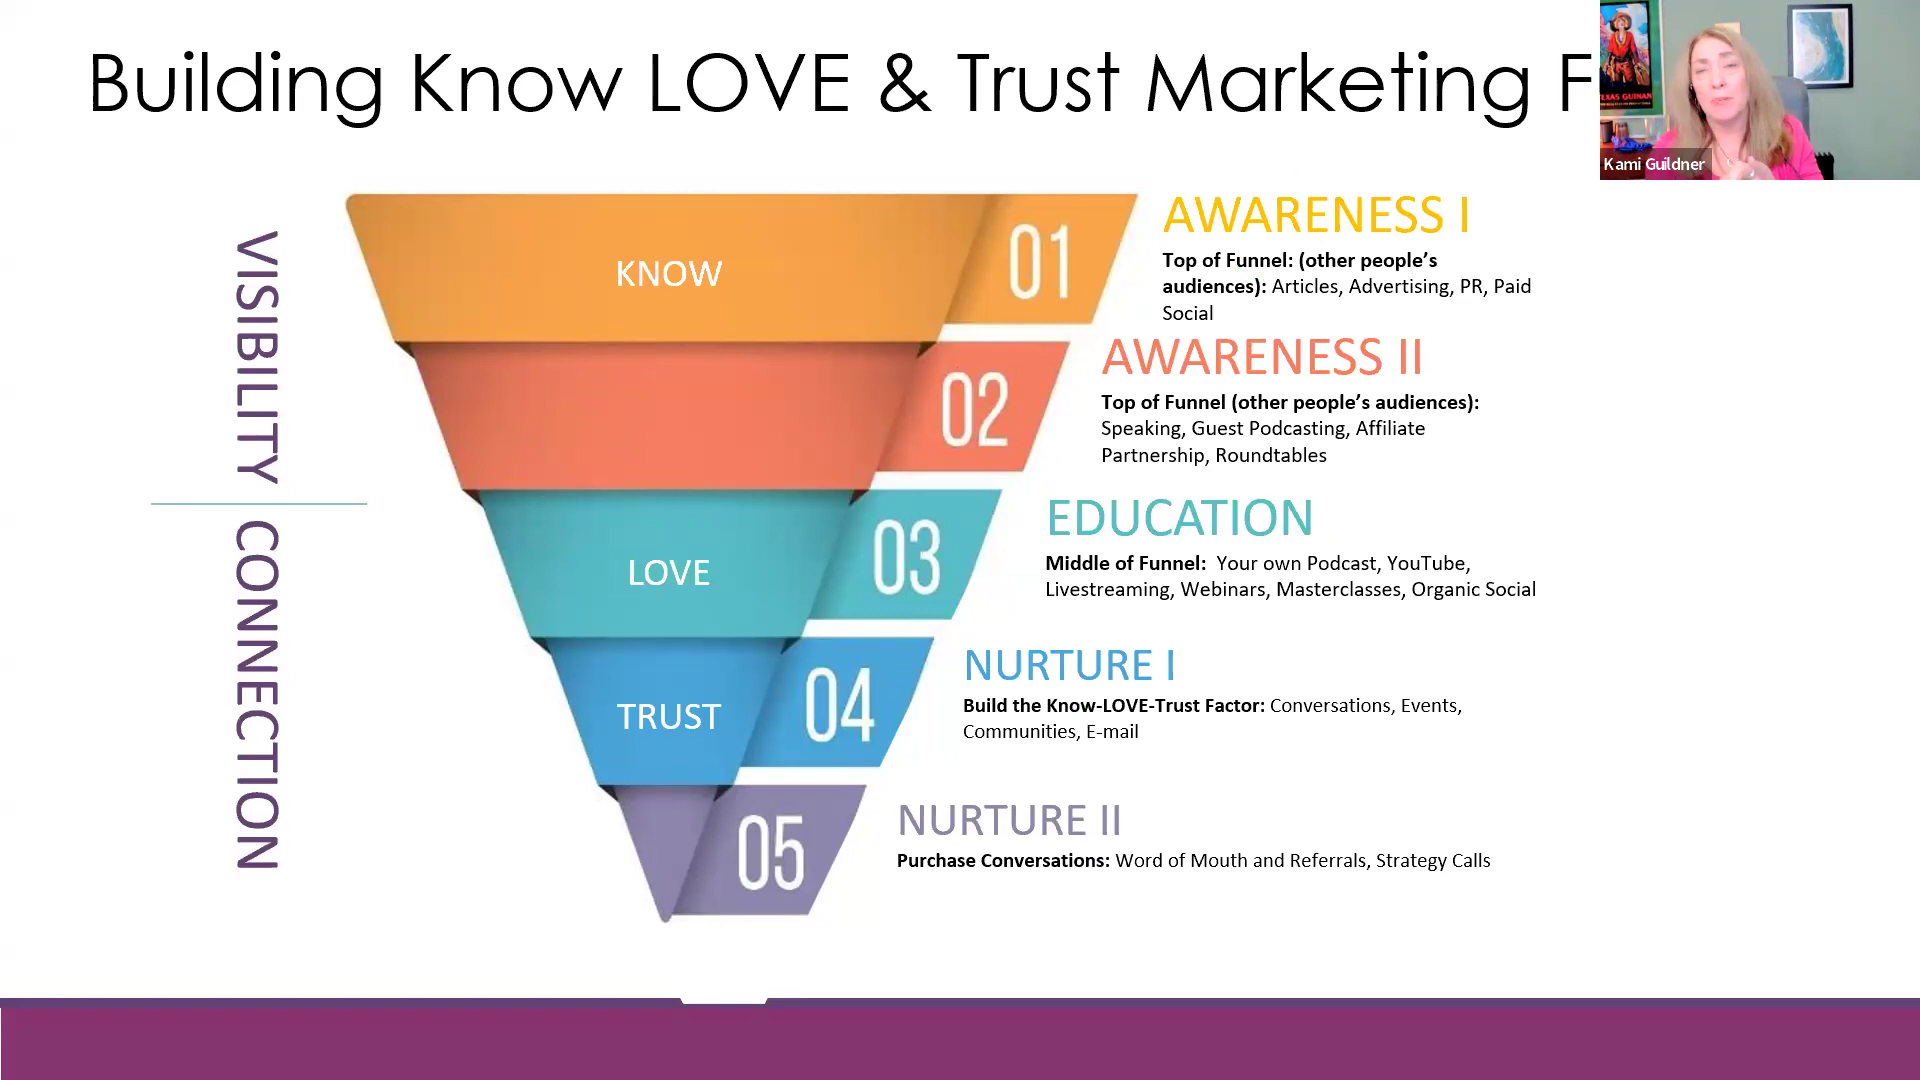 Building Know LOVE & Trust Marketing F
TEXAS GUINAN
Kami Guildner
VISIBILITY
CONNECTION
KNOW
01
AWARENESS I
Top of Funnel: (other people’s
audiences): Articles, Advertising, PR, Paid
Social
02
AWARENESS II
Top of Funnel (other people’s audiences):
Speaking, Guest Podcasting, Affiliate
Partnership, Roundtables
LOVE
03
EDUCATION
Middle of Funnel: Your own Podcast, YouTube,
Livestreaming, Webinars, Masterclasses, Organic Social
TRUST
04
NURTURE I
Build the Know-LOVE-Trust Factor: Conversations, Events,
Communities, E-mail
05
NURTURE II
Purchase Conversations: Word of Mouth and Referrals, Strategy Calls